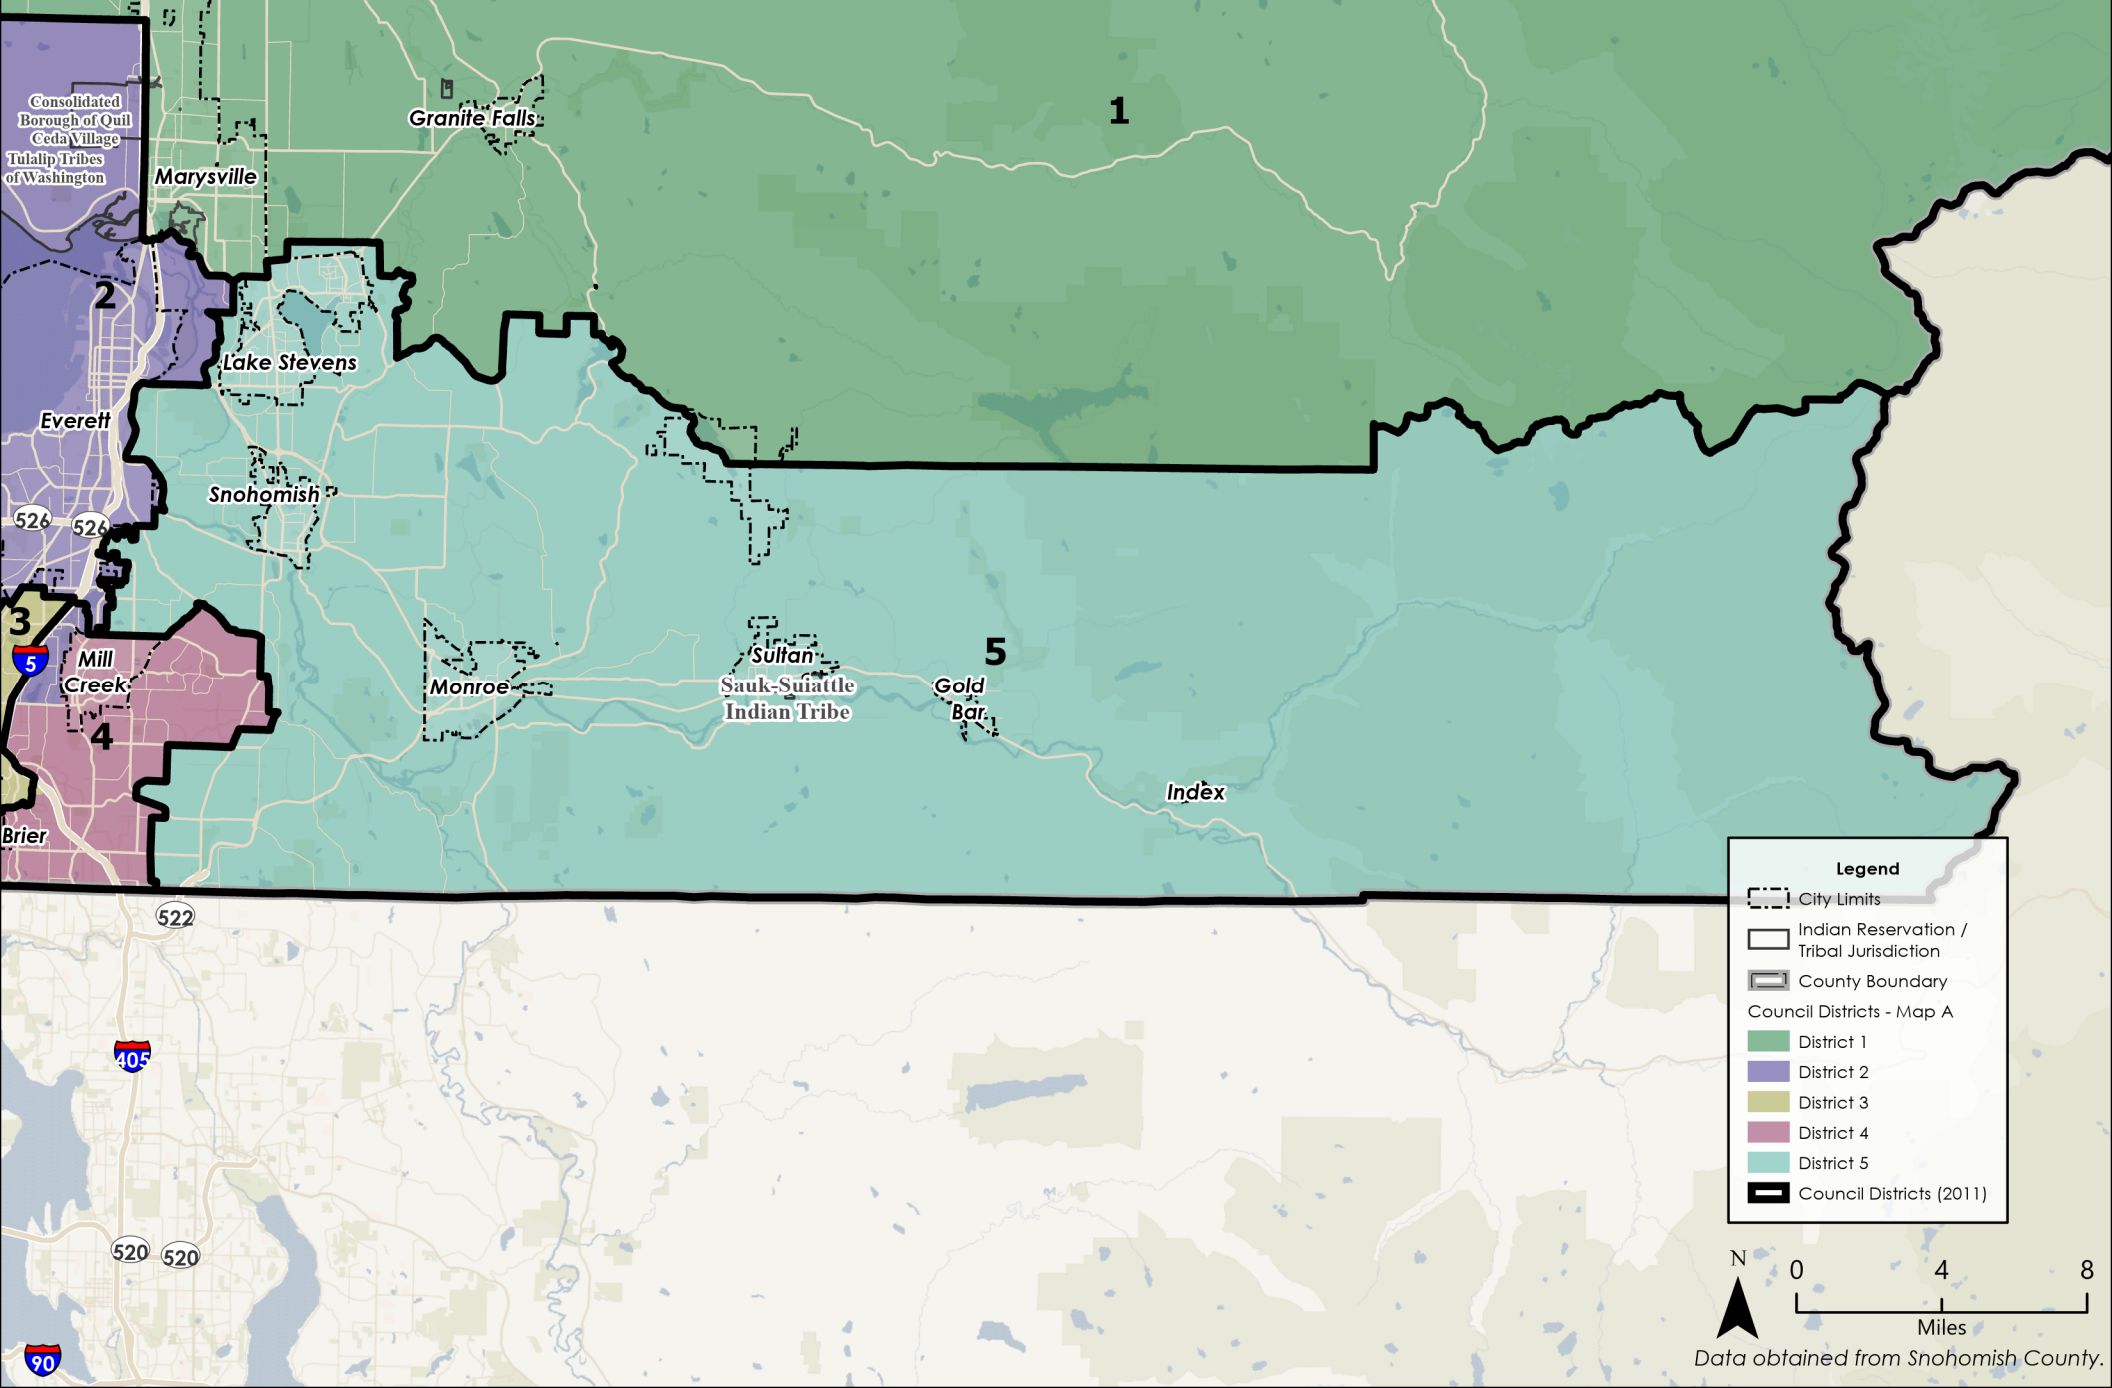 1
Granite Falls
Consolidated
Borough of Quil
Ceda Village
Tulalip Tribes
of Washington
Marysville
2
Lake Stevens
Everett
Snohomish
526
526
3
5
Mill
Creek
4
Brier
Monroe
Sultan
Sauk-Suiattle
Indian Tribe
5
Gold
Bar
Index
522
405
520
520
90
Legend
City Limits
Indian Reservation /
Tribal Jurisdiction
County Boundary
Council Districts - Map A
District 1
District 2
District 3
District 4
District 5
Council Districts (2011)
N
0 4 8
Miles
Data obtained from Snohomish County.